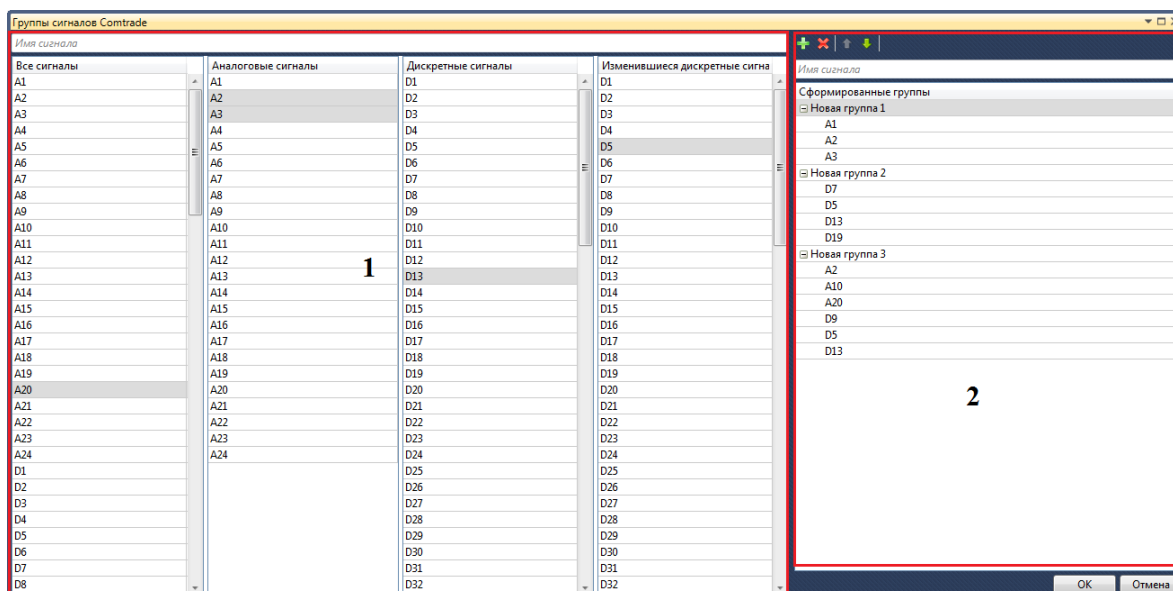 Группы сигналов Comtrade
Имя сигнала
Все сигналы
A1
A2
A3
A4
A5
A6
A7
A8
A9
A10
A11
A12
A13
A14
A15
A16
A17
A18
A19
A20
A21
A22
A23
A24
D1
D2
D3
D4
D5
D6
D7
D8
Аналоговые сигналы
A1
A2
A3
A4
A5
A6
A7
A8
A9
A10
A11
A12
A13
A14
A15
A16
A17
A18
A19
A20
A21
A22
A23
A24
1
Дискретные сигналы
D1
D2
D3
D4
D5
D6
D7
D8
D9
D10
D11
D12
D13
D14
D15
D16
D17
D18
D19
D20
D21
D22
D23
D24
D25
D26
D27
D28
D29
D30
D31
D32
Изменившиеся дискретные сигна
D1
D2
D3
D4
D5
D6
D7
D8
D9
D10
D11
D12
D13
D14
D15
D16
D17
D18
D19
D20
D21
D22
D23
D24
D25
D26
D27
D28
D29
D30
D31
D32
Имя сигнала
Сформированные группы
Новая группа 1
A1
A2
A3
Новая группа 2
D7
D5
D13
D19
Новая группа 3
A2
A10
A20
D9
D5
D13
2
OK
Отмена